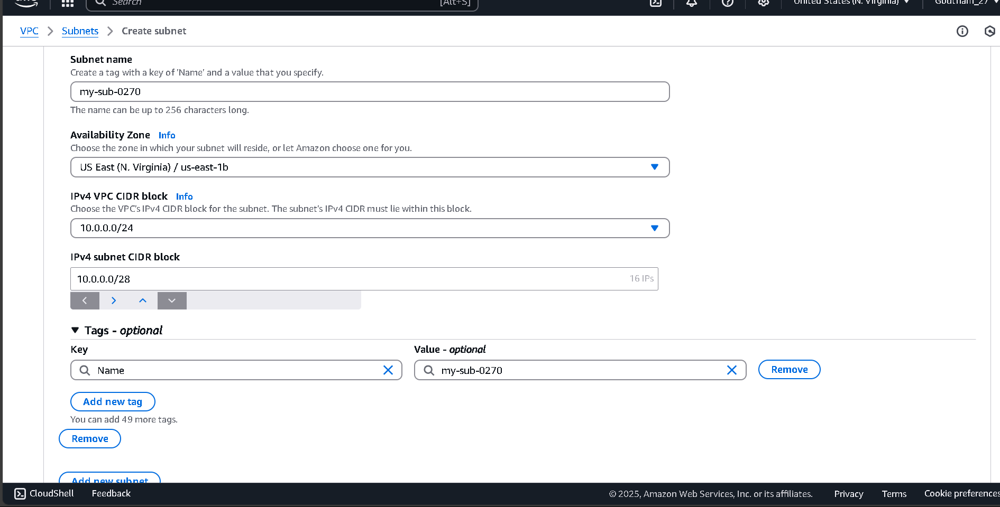 Search [Alt+S] United States (N. Virginia) Goutham_27
VPC Subnets Create subnet
Subnet name
Create a tag with a key of 'Name' and a value that you specify.
my-sub-0270
The name can be up to 256 characters long.
Availability Zone Info
Choose the zone in which your subnet will reside, or let Amazon choose one for you.
US East (N. Virginia) / us-east-1b
IPv4 VPC CIDR block Info
Choose the VPC's IPv4 CIDR block for the subnet. The subnet's IPv4 CIDR must lie within this block.
10.0.0.0/24
IPv4 subnet CIDR block
10.0.0.0/28 16 IPs
Tags - optional
Key Value - optional
Name my-sub-0270 Remove
Add new tag
You can add 49 more tags.
Remove
Add new subnet
CloudShell Feedback © 2025, Amazon Web Services, Inc. or its affiliates. Privacy Terms Cookie preferences